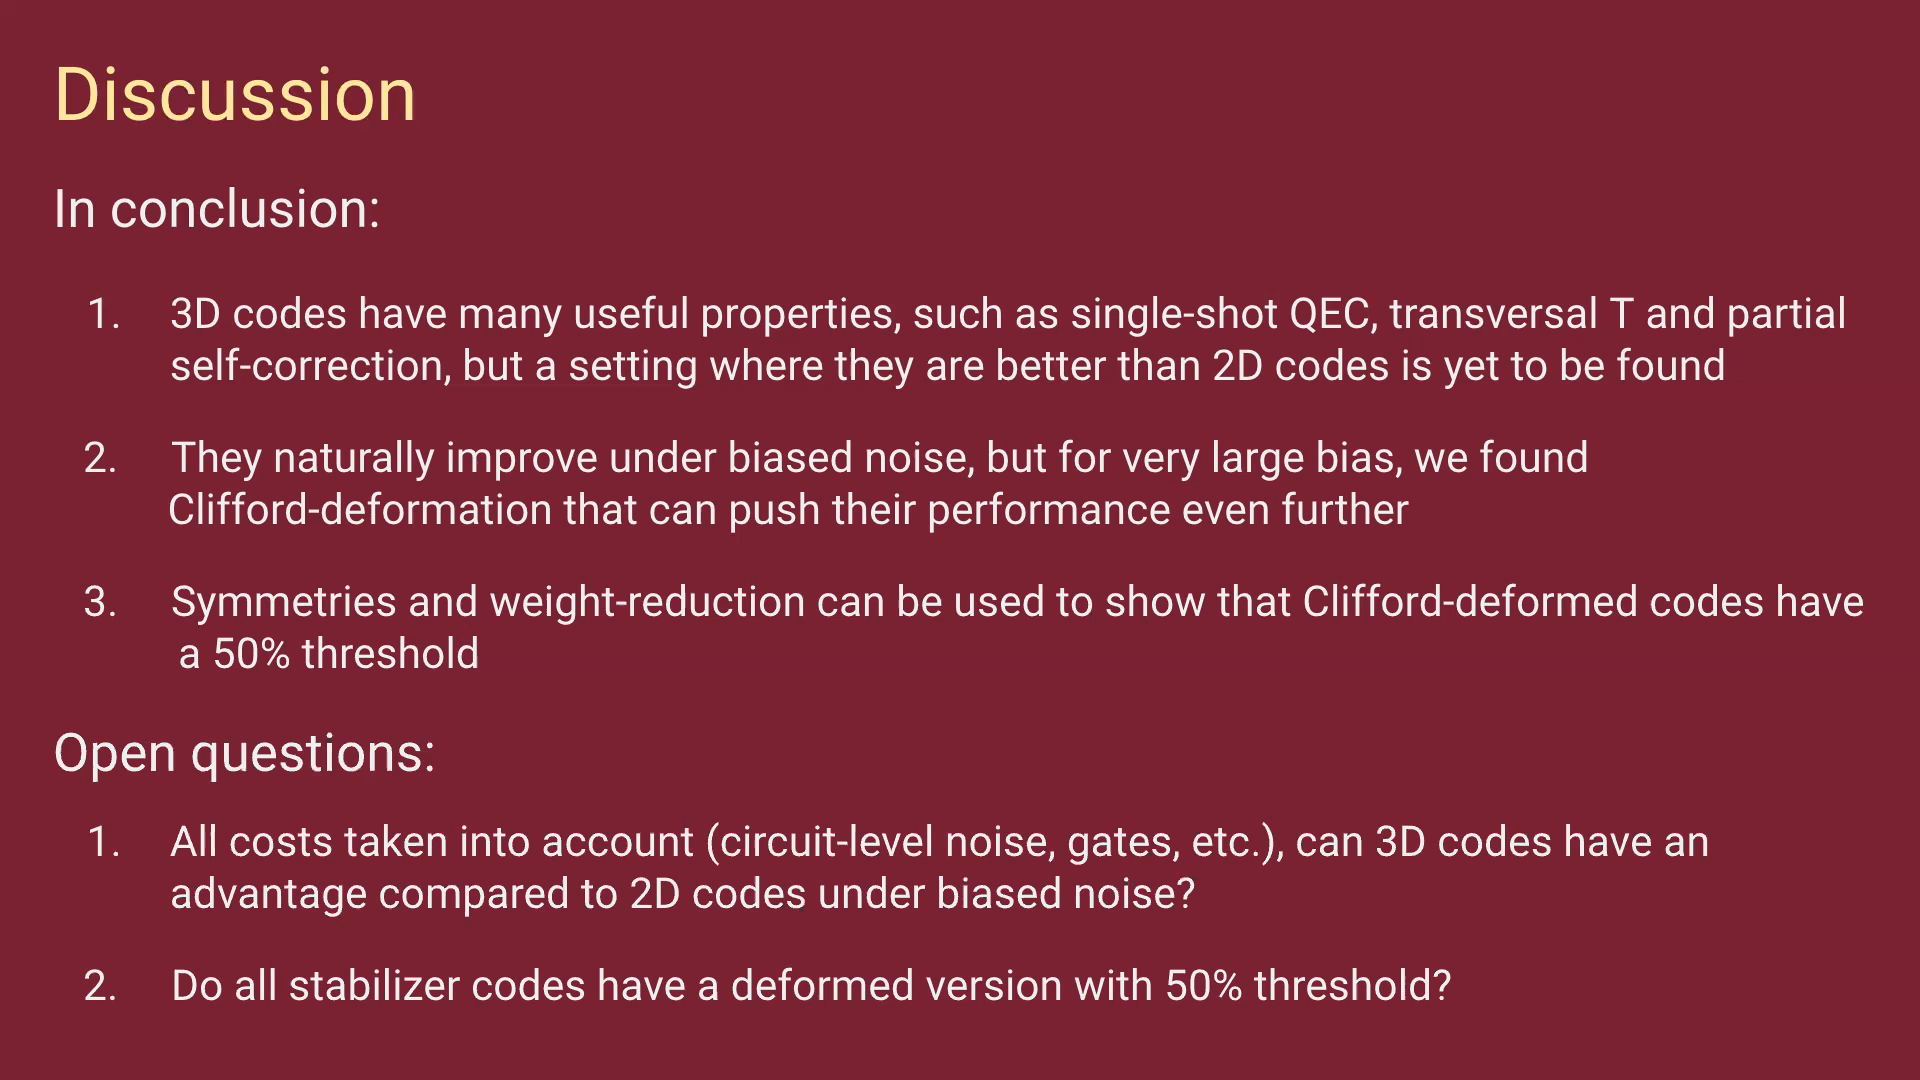 Discussion
In conclusion:
1. 3D codes have many useful properties, such as single-shot QEC, transversal T and partial
self-correction, but a setting where they are better than 2D codes is yet to be found
2. They naturally improve under biased noise, but for very large bias, we found
Clifford-deformation that can push their performance even further
3. Symmetries and weight-reduction can be used to show that Clifford-deformed codes have
a 50% threshold
Open questions:
1. All costs taken into account (circuit-level noise, gates, etc.), can 3D codes have an
advantage compared to 2D codes under biased noise?
2. Do all stabilizer codes have a deformed version with 50% threshold?